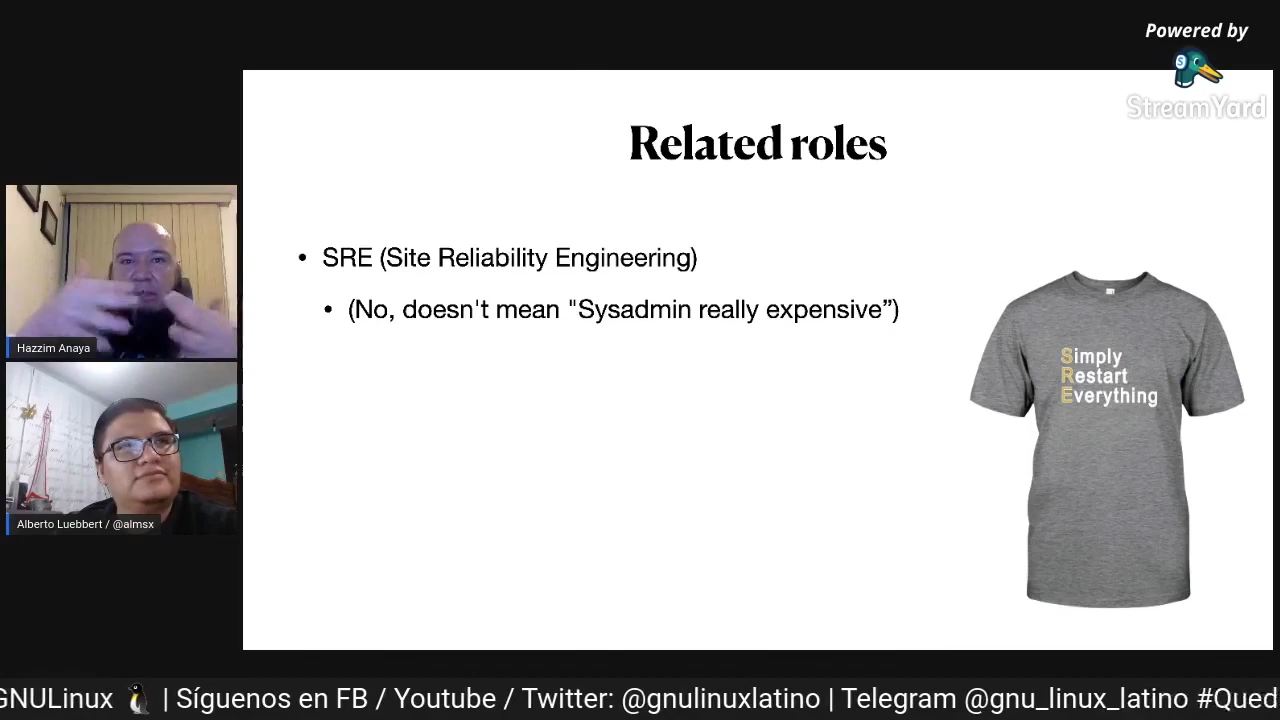 Powered by
StreamYard
Related roles
• SRE (Site Reliability Engineering)
• (No, doesn't mean "Sysadmin really expensive”)
Simply
Restart
Everything
Hazzim Anaya
Alberto Luebbert / @almsx
GNULinux 🐧 | Síguenos en FB / Youtube / Twitter: @gnulinuxlatino | Telegram @gnu_linux_latino #Qued